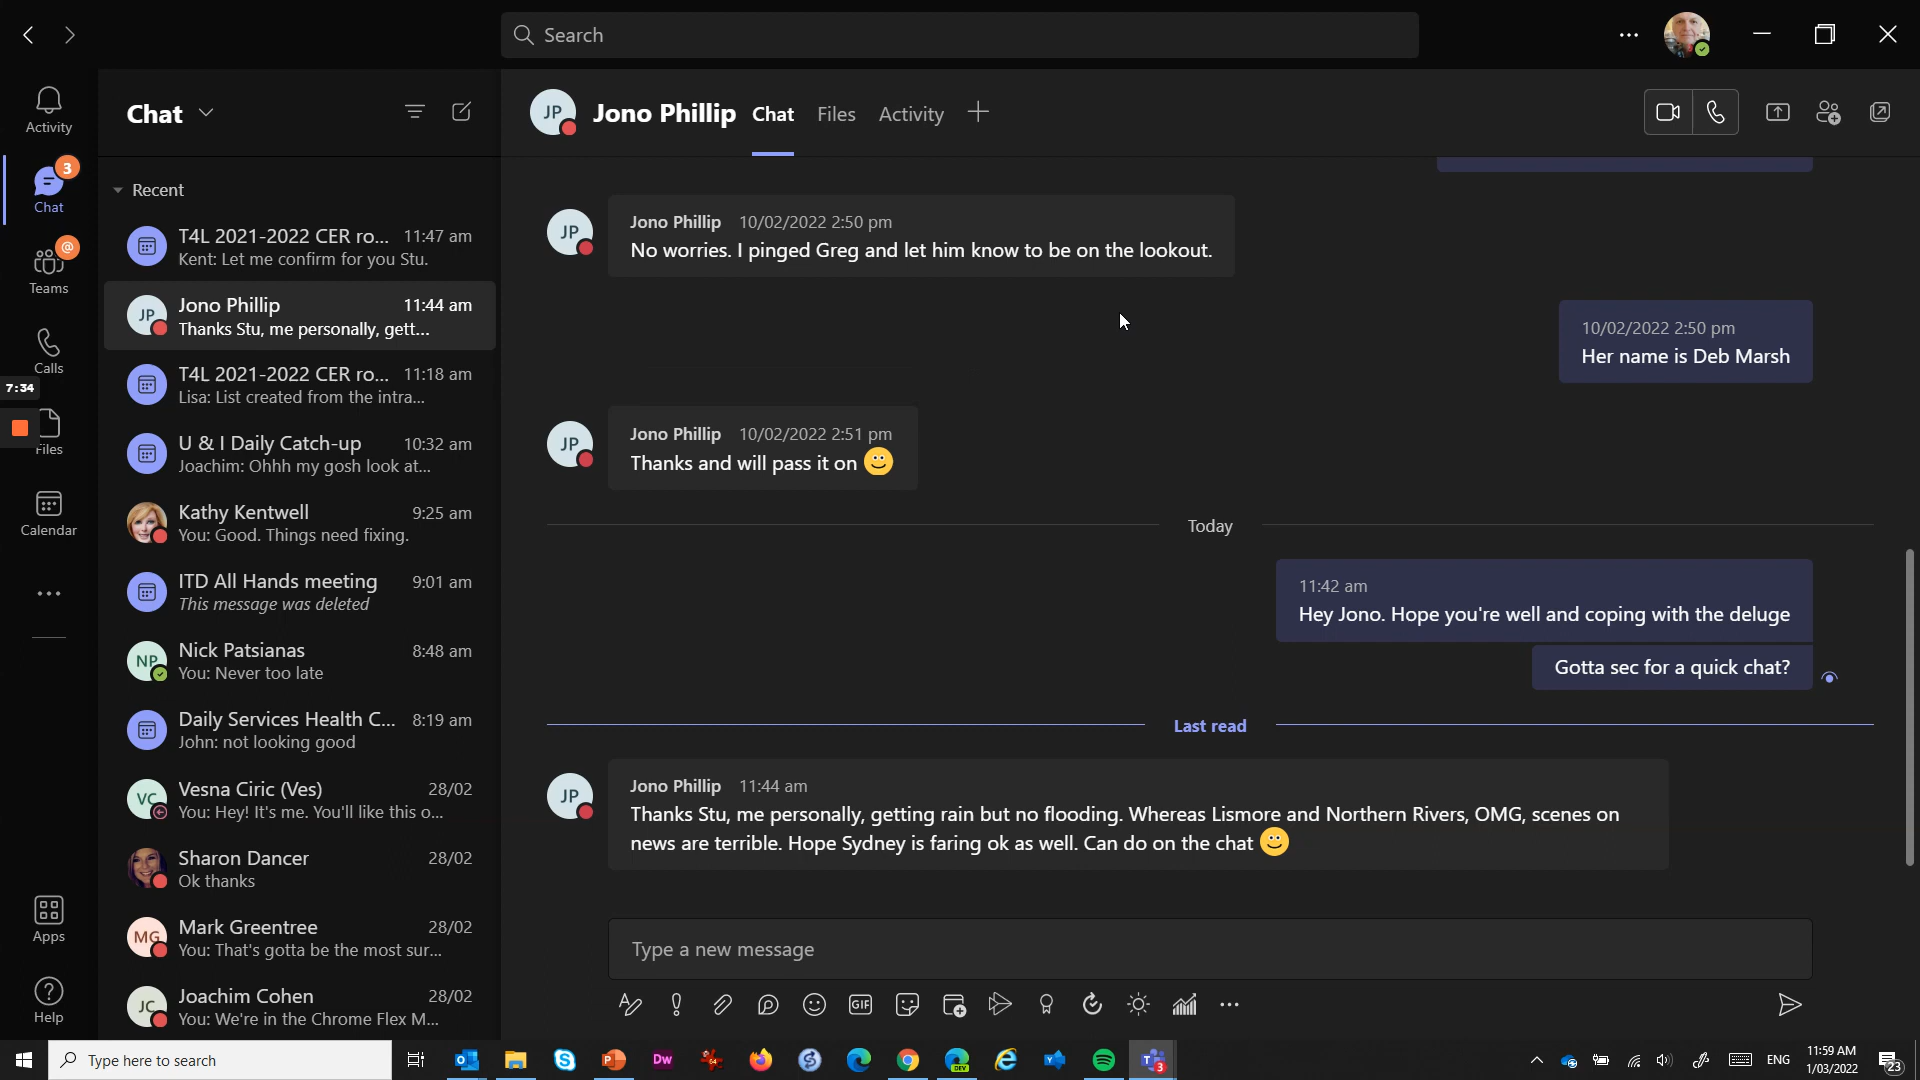 Search
Activity
Chat
3
Teams
@
Calls
7:34
Files
Calendar
Apps
Help
Chat
Recent
T4L 2021-2022 CER ro... 11:47 am
Kent: Let me confirm for you Stu.
JP
Jono Phillip 11:44 am
Thanks Stu, me personally, gett...
T4L 2021-2022 CER ro... 11:18 am
Lisa: List created from the intra...
U & I Daily Catch-up 10:32 am
Joachim: Ohhh my gosh look at...
Kathy Kentwell 9:25 am
You: Good. Things need fixing.
ITD All Hands meeting 9:01 am
This message was deleted
NP
Nick Patsianas 8:48 am
You: Never too late
Daily Services Health C... 8:19 am
John: not looking good
VC
Vesna Ciric (Ves) 28/02
You: Hey! It's me. You'll like this o...
Sharon Dancer 28/02
Ok thanks
MG
Mark Greentree 28/02
You: That's gotta be the most sur...
JC
Joachim Cohen 28/02
You: We're in the Chrome Flex M...
JP Jono Phillip Chat Files Activity
JP
Jono Phillip 10/02/2022 2:50 pm
No worries. I pinged Greg and let him know to be on the lookout.
10/02/2022 2:50 pm
Her name is Deb Marsh
JP
Jono Phillip 10/02/2022 2:51 pm
Thanks and will pass it on
Today
11:42 am
Hey Jono. Hope you're well and coping with the deluge
Gotta sec for a quick chat?
Last read
JP
Jono Phillip 11:44 am
Thanks Stu, me personally, getting rain but no flooding. Whereas Lismore and Northern Rivers, OMG, scenes on
news are terrible. Hope Sydney is faring ok as well. Can do on the chat
Type a new message
GIF
Type here to search
Dw
DEV
3
ENG
11:59 AM
1/03/2022
23